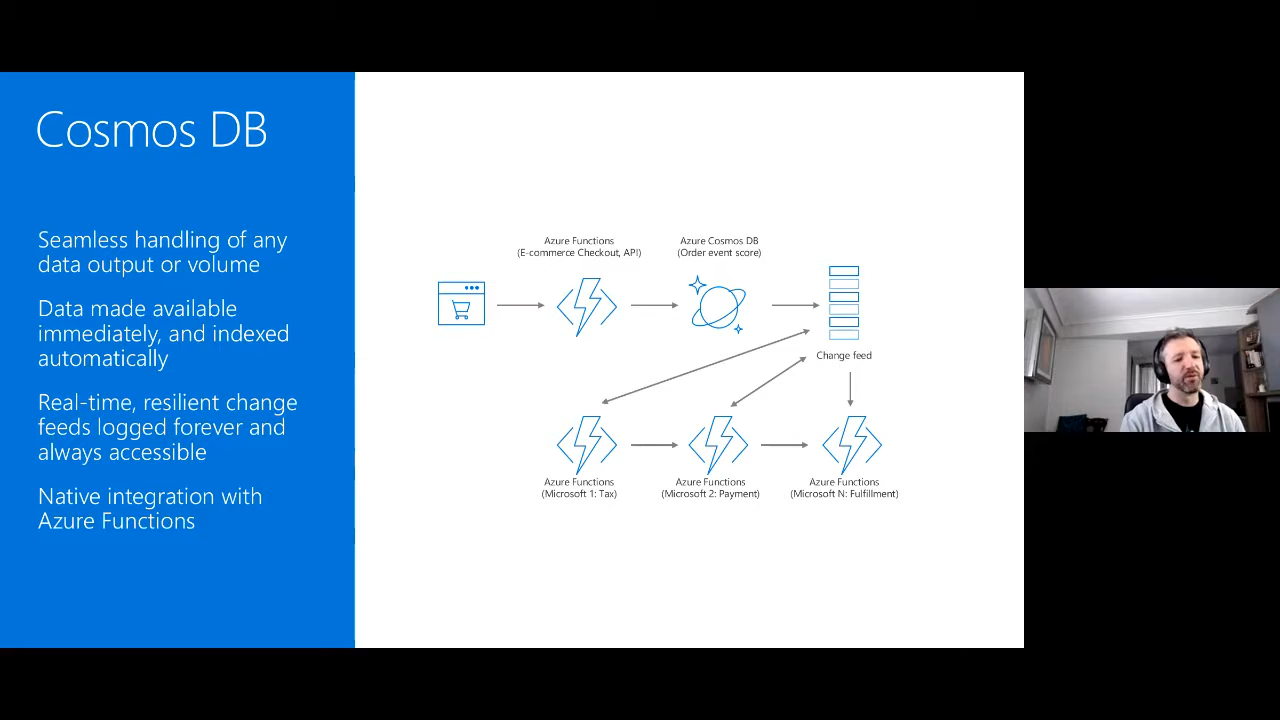 Cosmos DB
Seamless handling of any
data output or volume
Data made available
immediately, and indexed
automatically
Real-time, resilient change
feeds logged forever and
always accessible
Native integration with
Azure Functions
Azure Functions
(E-commerce Checkout, API)
Azure Cosmos DB
(Order event score)
Change feed
Azure Functions
(Microsoft 1: Tax)
Azure Functions
(Microsoft 2: Payment)
Azure Functions
(Microsoft N: Fulfillment)